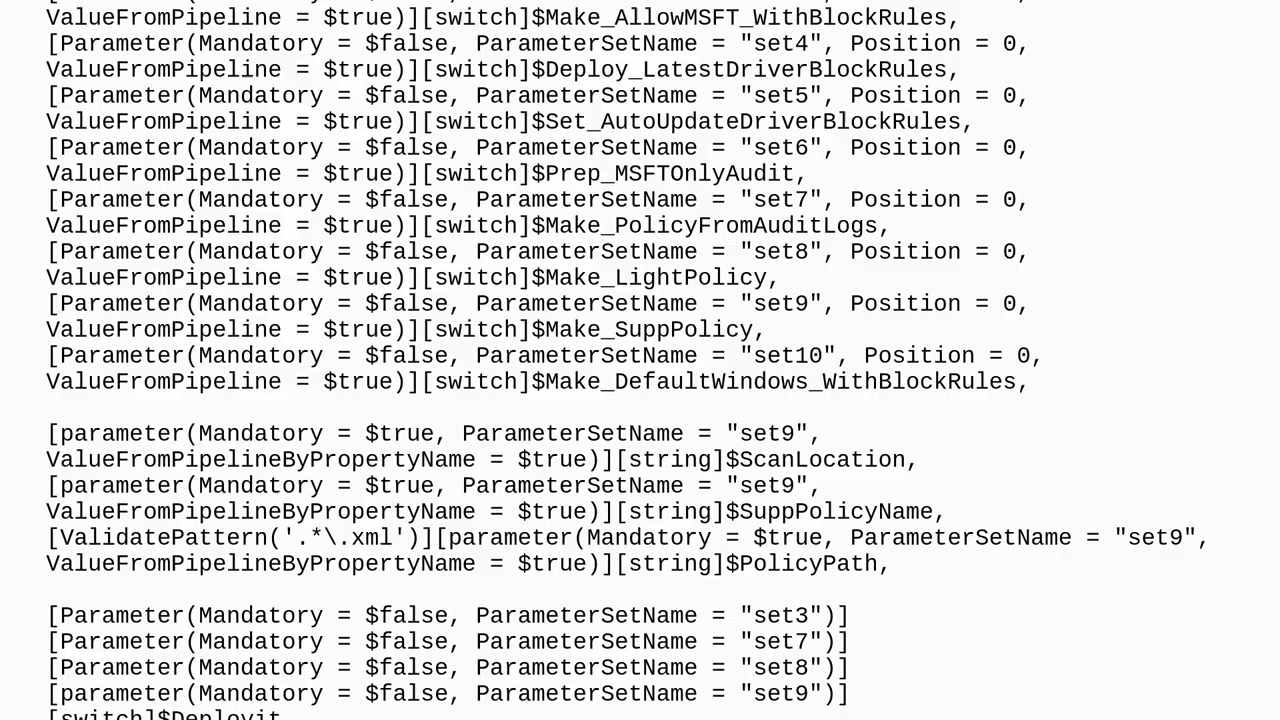 ValueFromPipeline = $true)][switch]$Make_AllowMSFT_WithBlockRules,
[Parameter(Mandatory = $false, ParameterSetName = "set4", Position = 0,
ValueFromPipeline = $true)][switch]$Deploy_LatestDriverBlockRules,
[Parameter(Mandatory = $false, ParameterSetName = "set5", Position = 0,
ValueFromPipeline = $true)][switch]$Set_AutoUpdateDriverBlockRules,
[Parameter(Mandatory = $false, ParameterSetName = "set6", Position = 0,
ValueFromPipeline = $true)][switch]$Prep_MSFTOnlyAudit,
[Parameter(Mandatory = $false, ParameterSetName = "set7", Position = 0,
ValueFromPipeline = $true)][switch]$Make_PolicyFromAuditLogs,
[Parameter(Mandatory = $false, ParameterSetName = "set8", Position = 0,
ValueFromPipeline = $true)][switch]$Make_LightPolicy,
[Parameter(Mandatory = $false, ParameterSetName = "set9", Position = 0,
ValueFromPipeline = $true)][switch]$Make_SuppPolicy,
[Parameter(Mandatory = $false, ParameterSetName = "set10", Position = 0,
ValueFromPipeline = $true)][switch]$Make_DefaultWindows_WithBlockRules,
[parameter(Mandatory = $true, ParameterSetName = "set9",
ValueFromPipelineByPropertyName = $true)][string]$ScanLocation,
[parameter(Mandatory = $true, ParameterSetName = "set9",
ValueFromPipelineByPropertyName = $true)][string]$SuppPolicyName,
[ValidatePattern('.*\.xml')][parameter(Mandatory = $true, ParameterSetName = "set9",
ValueFromPipelineByPropertyName = $true)][string]$PolicyPath,
[Parameter(Mandatory = $false, ParameterSetName = "set3")]
[Parameter(Mandatory = $false, ParameterSetName = "set7")]
[Parameter(Mandatory = $false, ParameterSetName = "set8")]
[parameter(Mandatory = $false, ParameterSetName = "set9")]
[switch]$Deployit